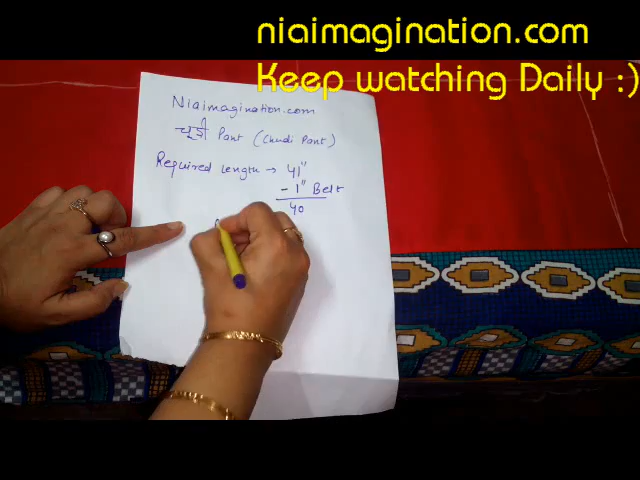 niaimagination.com
Keep watching Daily :)
Niaimagination.com
चूड़ी Pant (Chudi Pant)
Required Length → 41"
- 1" Belt
40